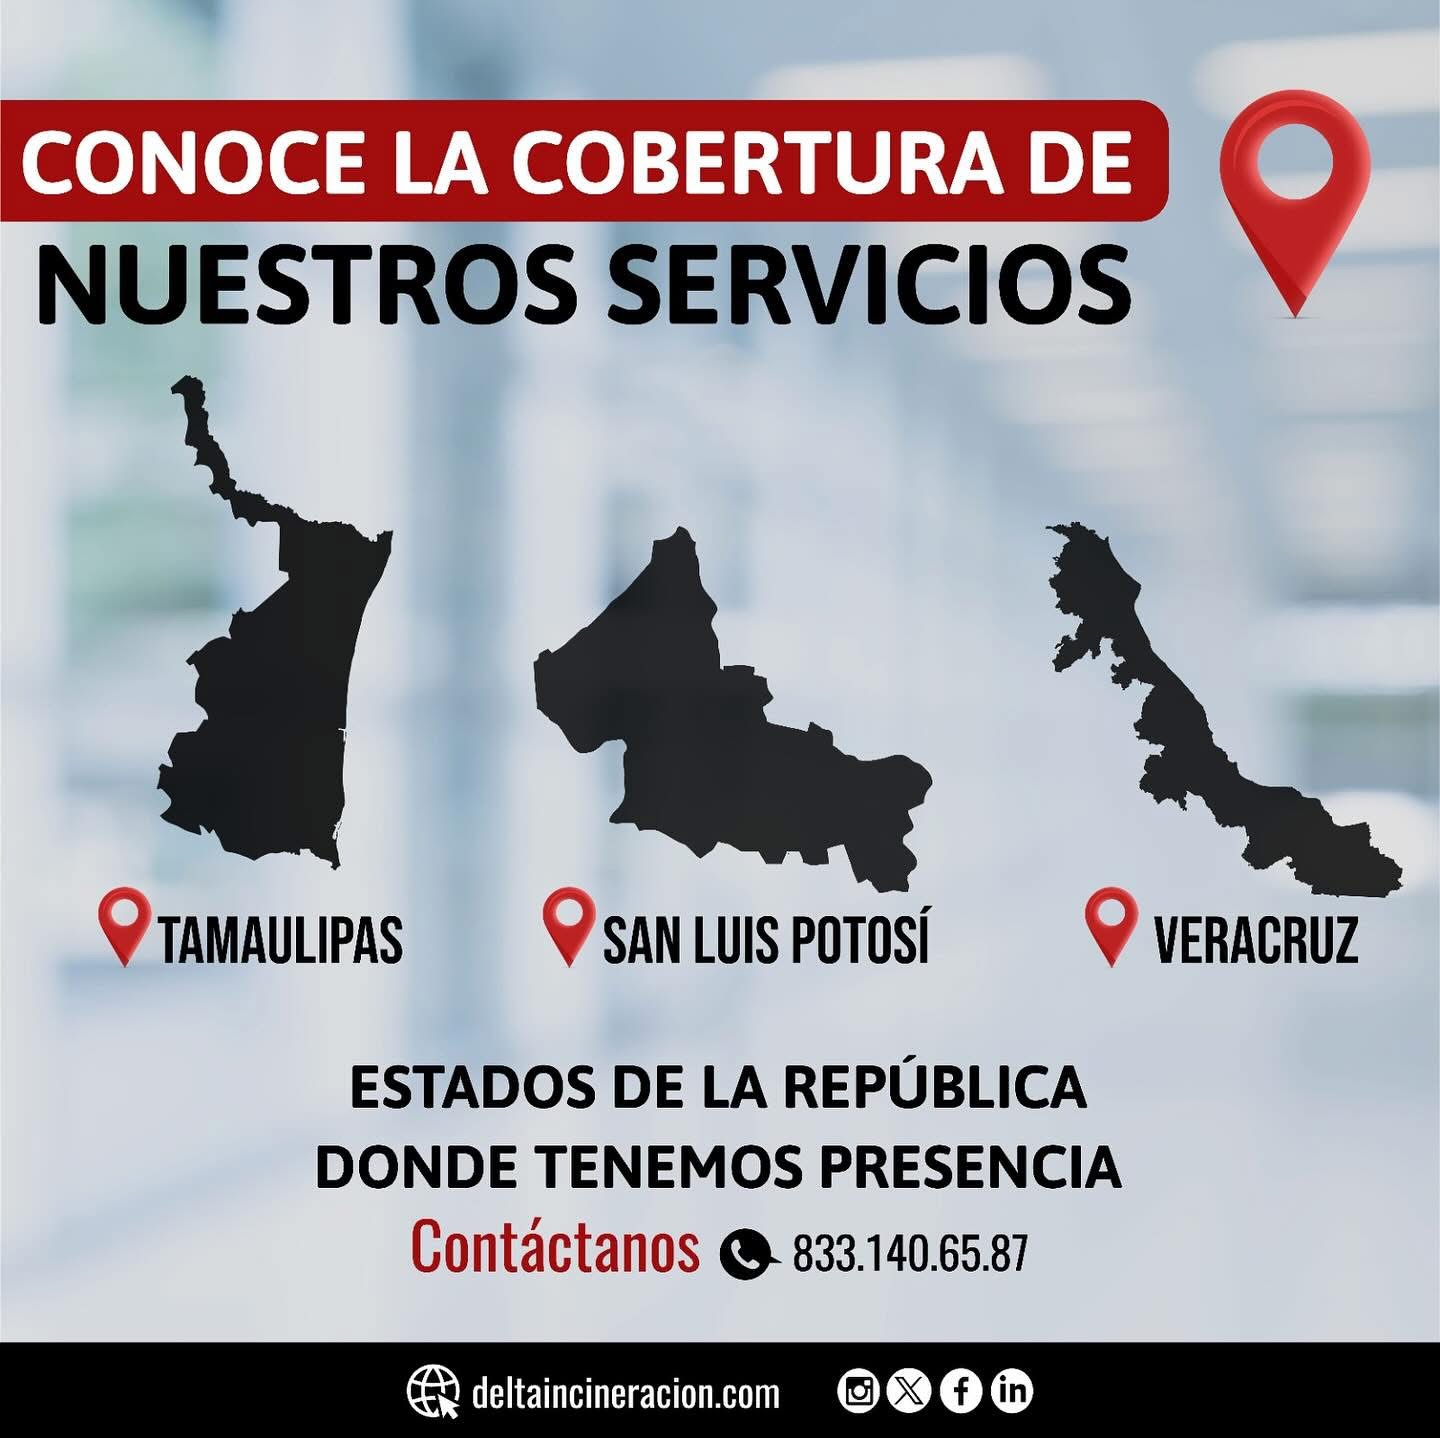 CONOCE LA COBERTURA DE
NUESTROS SERVICIOS
TAMAULIPAS
SAN LUIS POTOSÍ
VERACRUZ
ESTADOS DE LA REPÚBLICA
DONDE TENEMOS PRESENCIA
Contáctanos 833.140.65.87
deltaincineracion.com